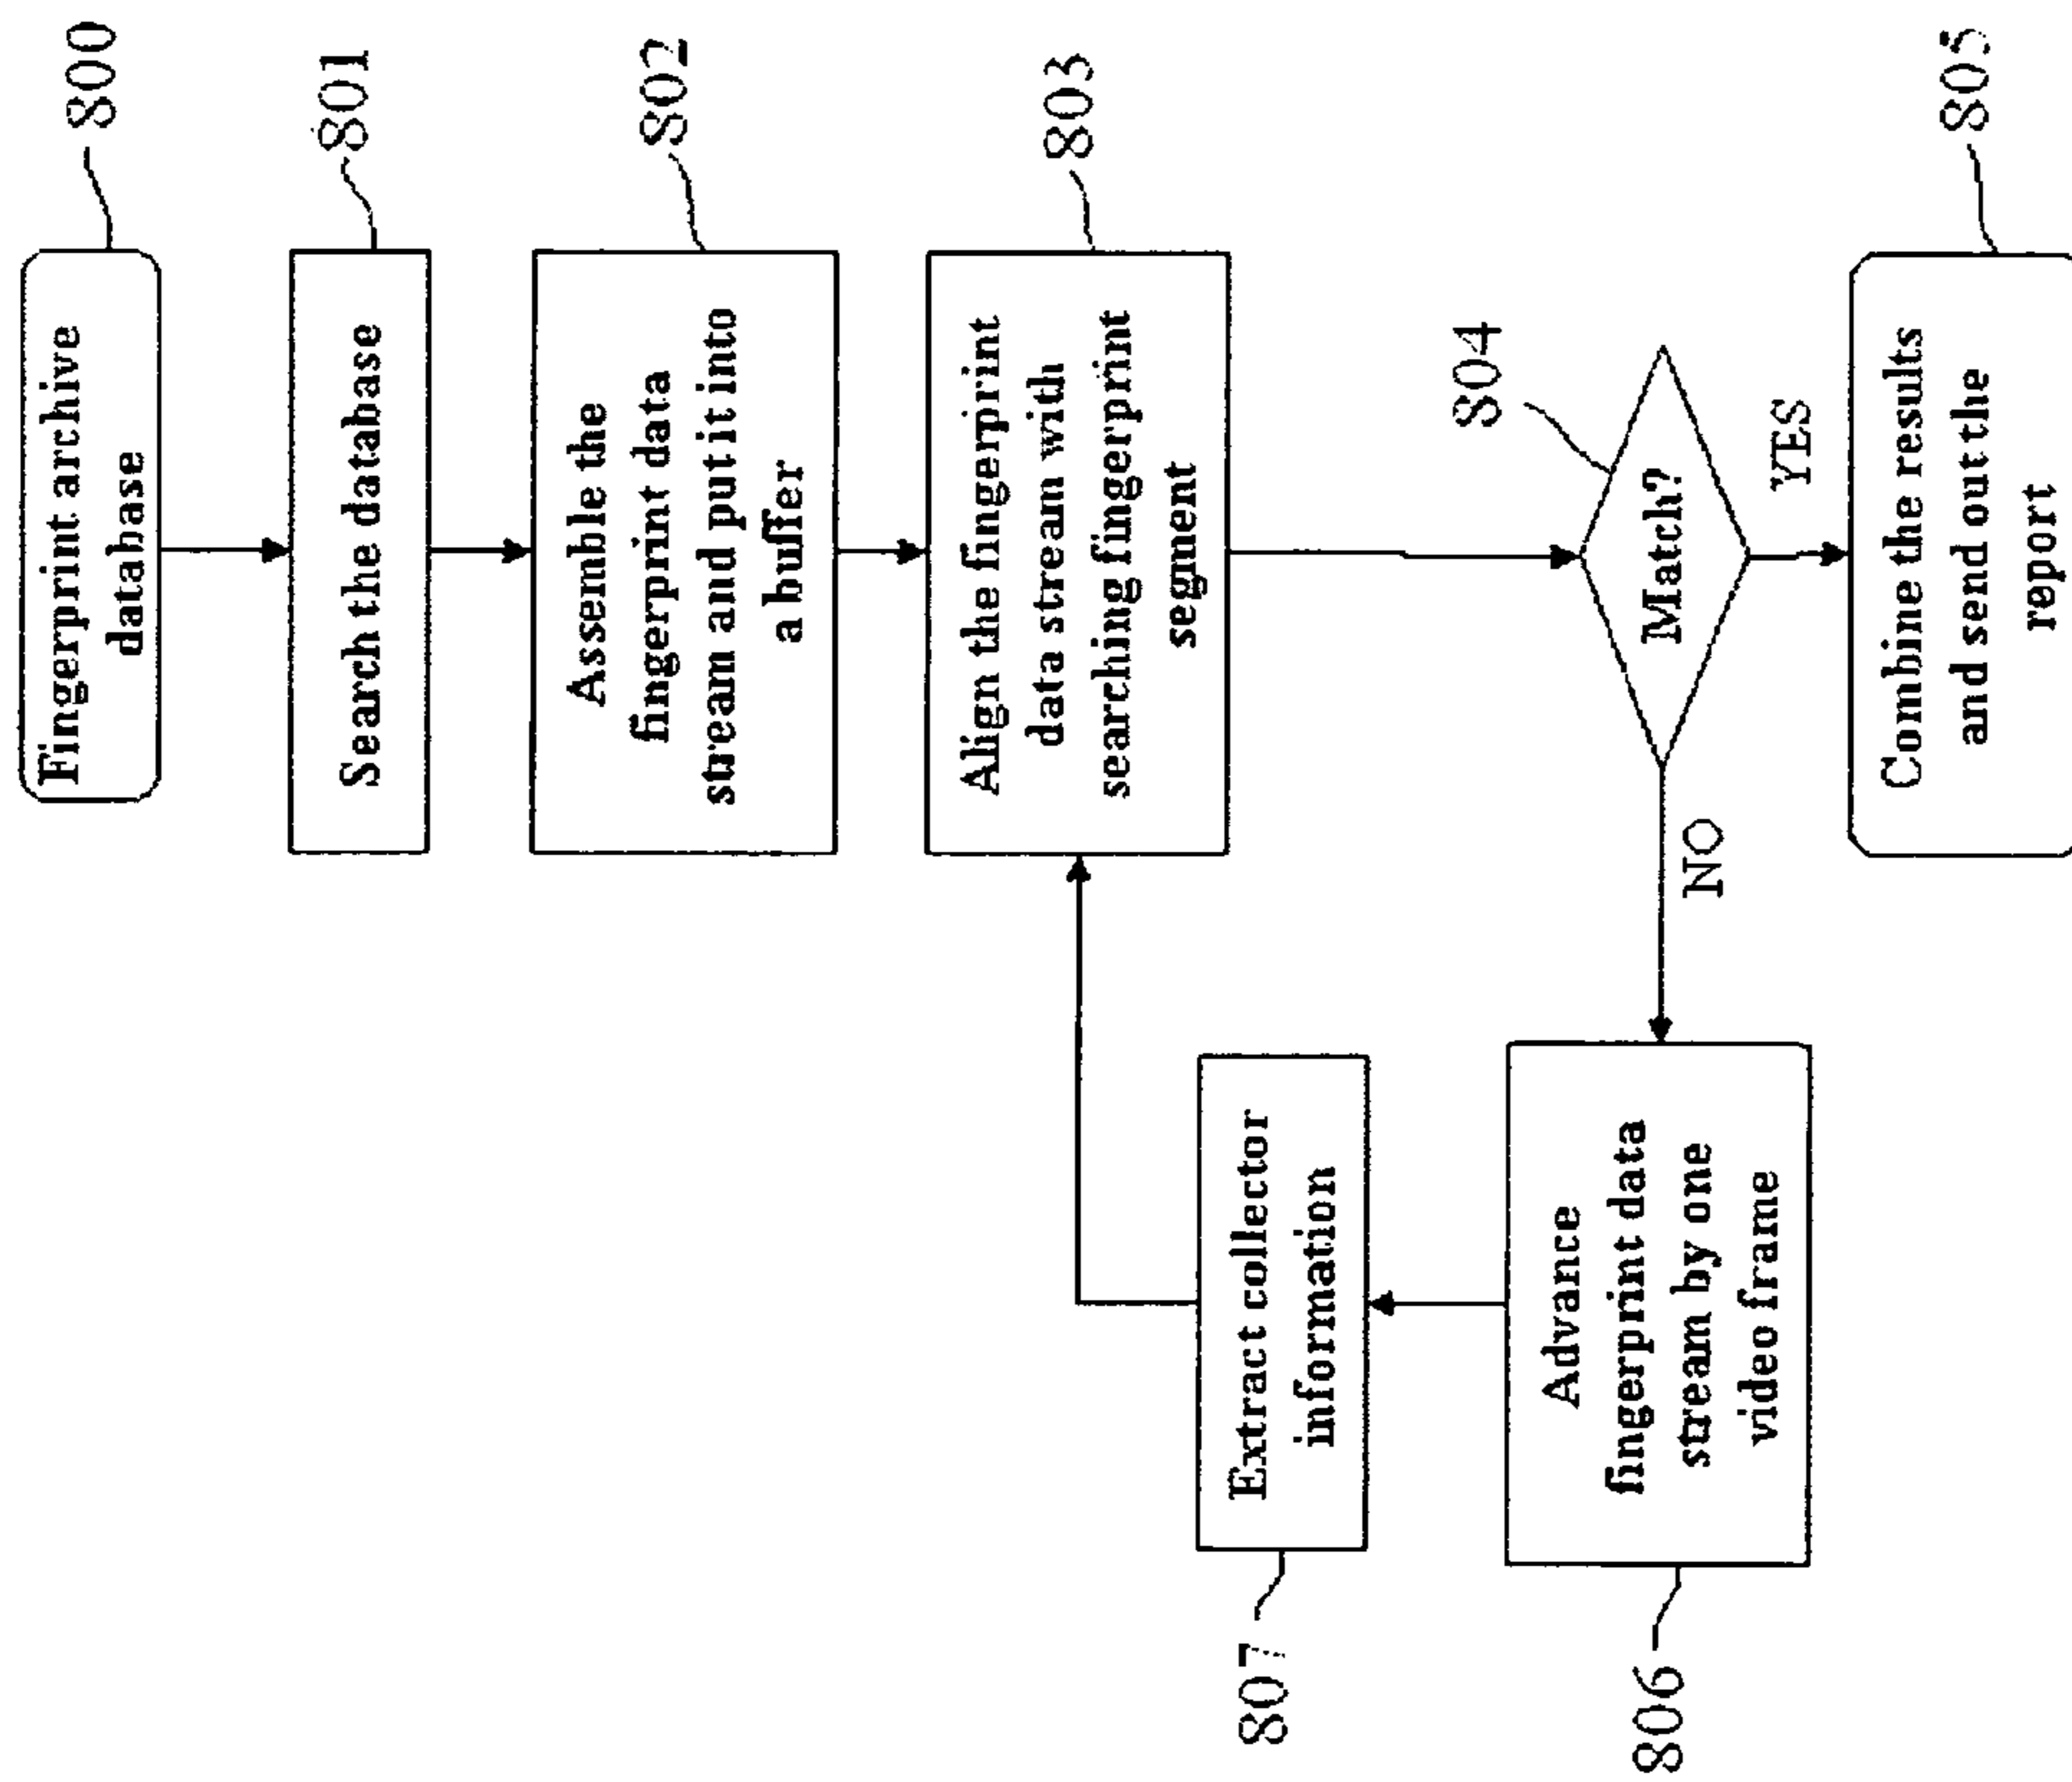 Fingerprint archive
database
800
Search the database
801
Assemble the
fingerprint data
stream and put it into
a buffer
802
Align the fingerprint
data stream with
searching fingerprint
segment
803
Match?
804
YES
NO
Combine the results
and send out the
report
805
Advance
fingerprint data
stream by one
video frame
806
Extract collector
information
807